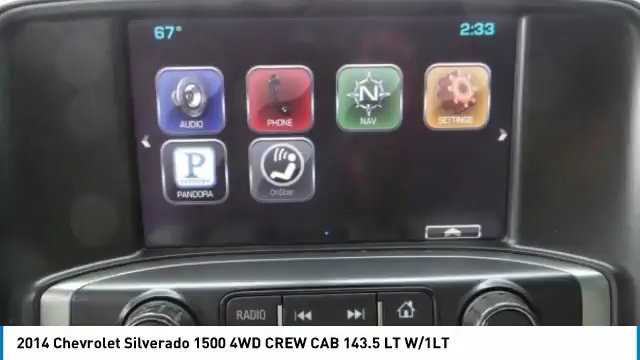 67° 2:33
AUDIO PHONE NAV SETTINGS
N
P
PANDORA OnStar
RADIO
2014 Chevrolet Silverado 1500 4WD CREW CAB 143.5 LT W/1LT